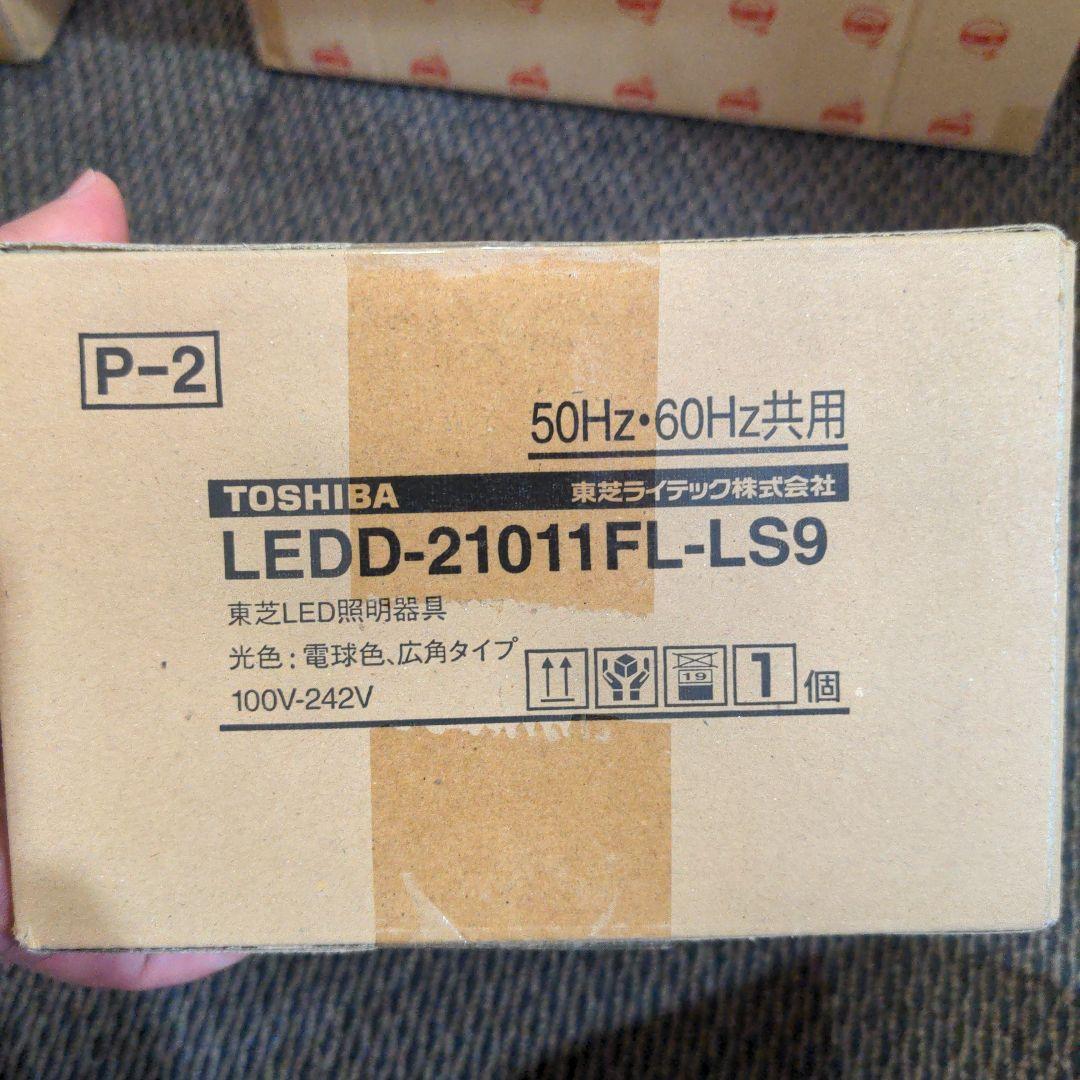 P-2
50Hz・60Hz共用
TOSHIBA 東芝ライテック株式会社
LEDD-21011FL-LS9
東芝LED照明器具
光色:電球色、広角タイプ
100V-242V
19
1個